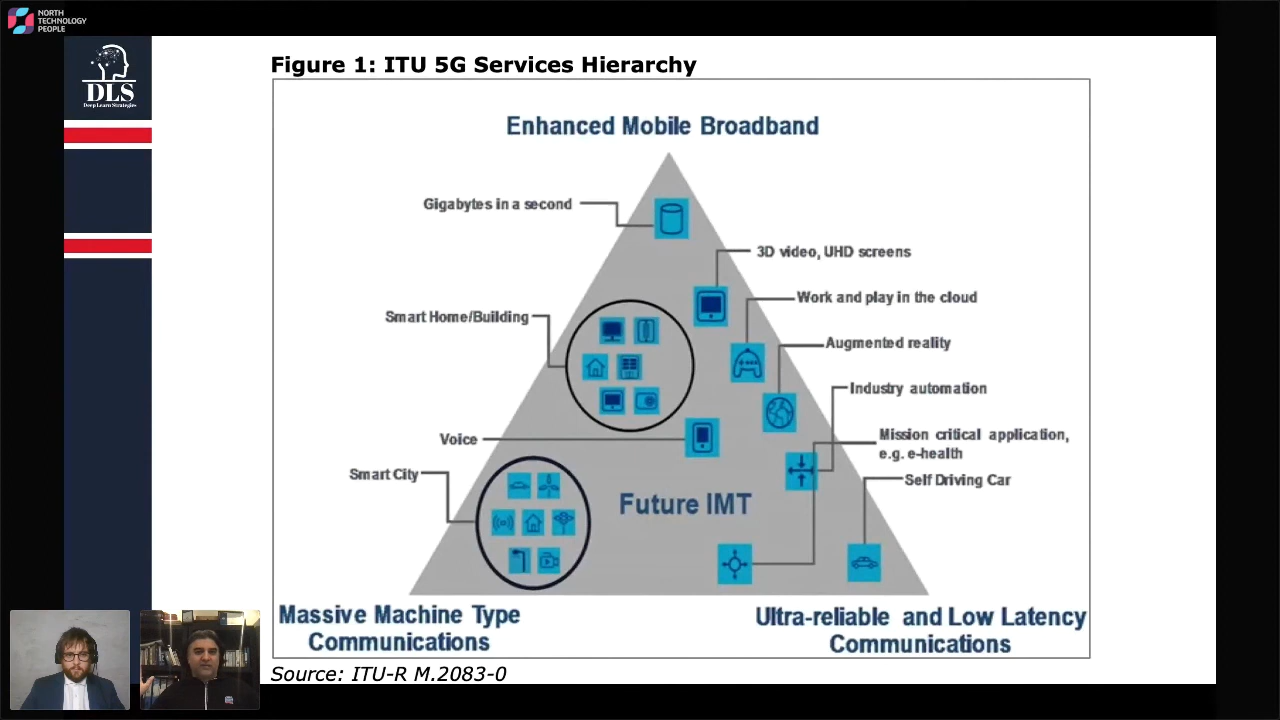 NORTH
TECHNOLOGY
PEOPLE
DLS
Deep Learn Strategies
Figure 1: ITU 5G Services Hierarchy
Enhanced Mobile Broadband
Gigabytes in a second
3D video, UHD screens
Work and play in the cloud
Smart Home/Building
Augmented reality
Industry automation
Mission critical application,
e.g. e-health
Voice
Smart City
Self Driving Car
Future IMT
Massive Machine Type
Communications
Ultra-reliable and Low Latency
Communications
Source: ITU-R M.2083-0